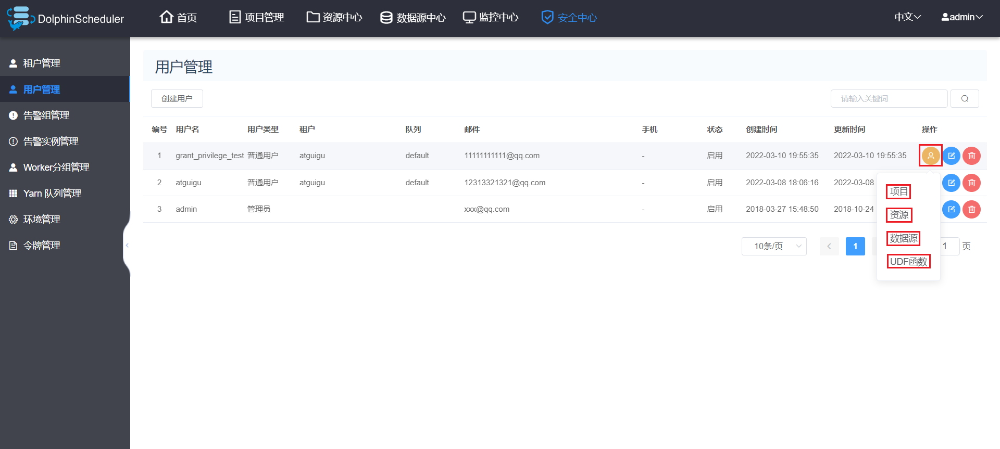 DolphinScheduler 首页 项目管理 资源中心 数据源中心 监控中心 安全中心 中文 admin
租户管理
用户管理
告警组管理
告警实例管理
Worker分组管理
Yarn 队列管理
环境管理
令牌管理
用户管理
创建用户 请输入关键词
编号 用户名 用户类型 租户 队列 邮件 手机 状态 创建时间 更新时间 操作
1 grant_privilege_test 普通用户 atguigu default 11111111111@qq.com - 启用 2022-03-10 19:55:35 2022-03-10 19:55:35
2 atguigu 普通用户 atguigu default 12313321321@qq.com - 启用 2022-03-08 18:06:16 2022-03-08
3 admin 管理员 xxx@qq.com - 启用 2018-03-27 15:48:50 2018-10-24
项目
资源
数据源
UDF函数
10条/页 1 1 页